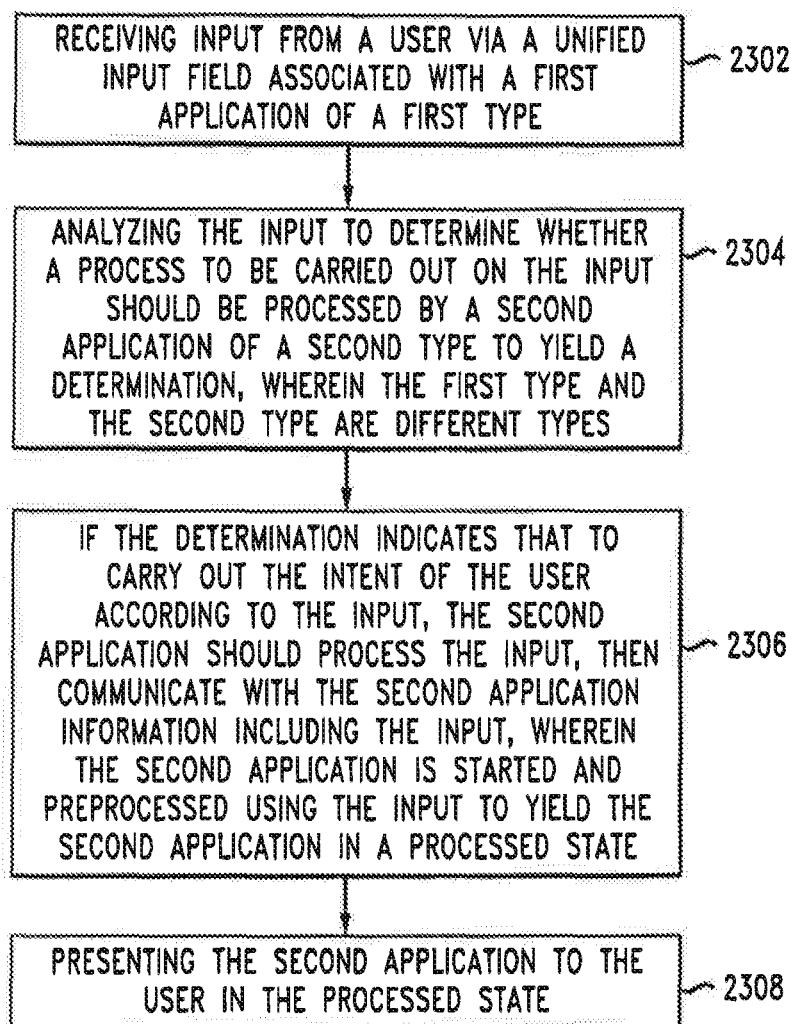 RECEIVING INPUT FROM A USER VIA A UNIFIED
INPUT FIELD ASSOCIATED WITH A FIRST
APPLICATION OF A FIRST TYPE
2302
ANALYZING THE INPUT TO DETERMINE WHETHER
A PROCESS TO BE CARRIED OUT ON THE INPUT
SHOULD BE PROCESSED BY A SECOND
APPLICATION OF A SECOND TYPE TO YIELD A
DETERMINATION, WHEREIN THE FIRST TYPE AND
THE SECOND TYPE ARE DIFFERENT TYPES
2304
IF THE DETERMINATION INDICATES THAT TO
CARRY OUT THE INTENT OF THE USER
ACCORDING TO THE INPUT, THE SECOND
APPLICATION SHOULD PROCESS THE INPUT, THEN
COMMUNICATE WITH THE SECOND APPLICATION
INFORMATION INCLUDING THE INPUT, WHEREIN
THE SECOND APPLICATION IS STARTED AND
PREPROCESSED USING THE INPUT TO YIELD THE
SECOND APPLICATION IN A PROCESSED STATE
2306
PRESENTING THE SECOND APPLICATION TO THE
USER IN THE PROCESSED STATE
2308